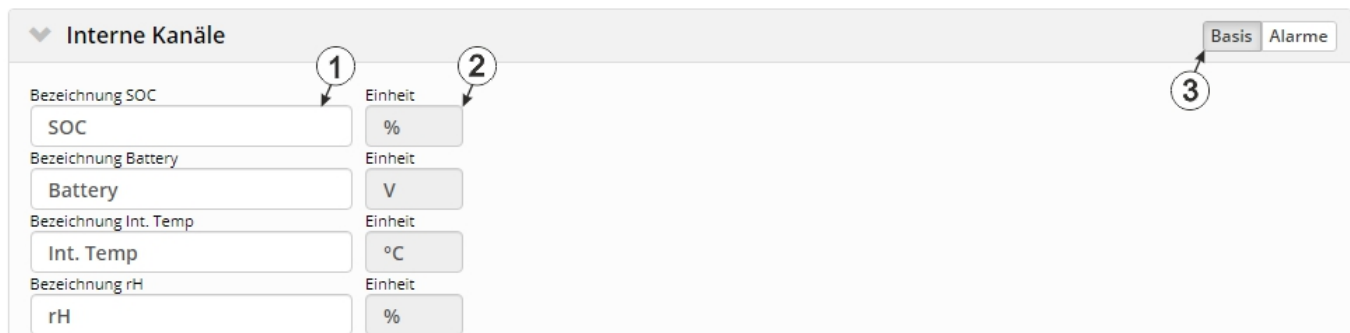 Interne Kanäle
Basis Alarme
1 2
3
Bezeichnung SOC Einheit
SOC %
Bezeichnung Battery Einheit
Battery V
Bezeichnung Int. Temp Einheit
Int. Temp °C
Bezeichnung rH Einheit
rH %